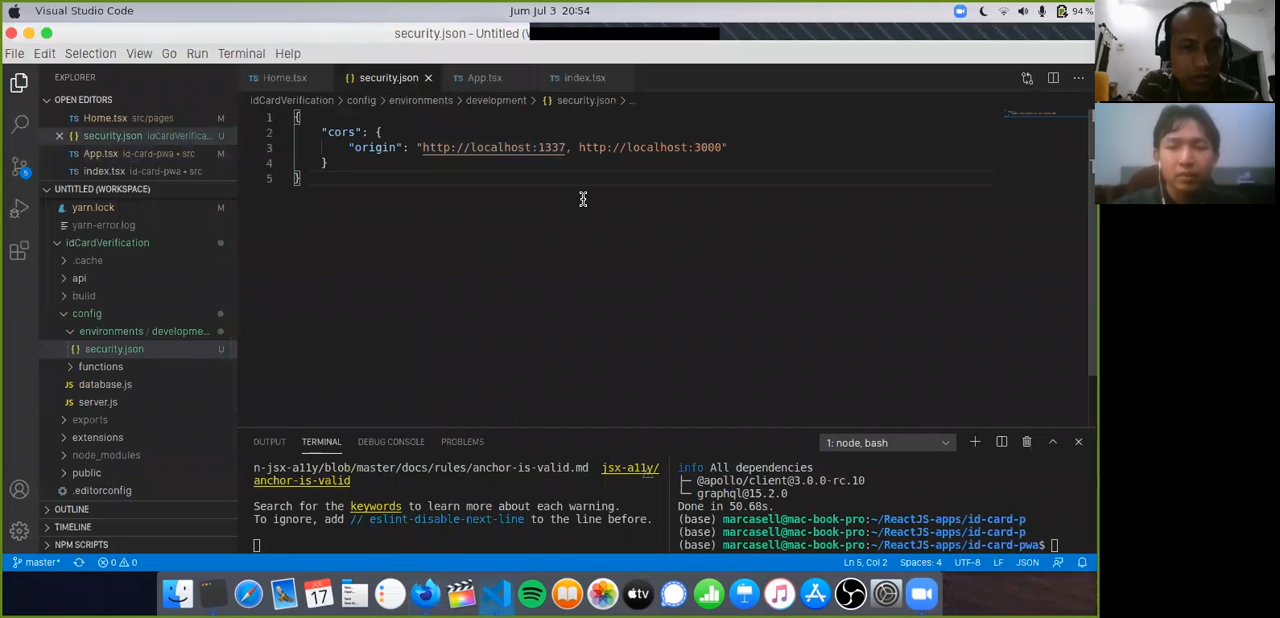 Visual Studio Code
Jum Jul 3 20:54
94 %
security.json - Untitled (
File Edit Selection View Go Run Terminal Help
EXPLORER
OPEN EDITORS
Home.tsx src/pages M
security.json idCardVerifica... U
App.tsx id-card-pwa • src M
index.tsx id-card-pwa • src
UNTITLED (WORKSPACE)
yarn.lock M
yarn-error.log
idCardVerification
.cache
api
build
config
environments / developme...
security.json U
functions
database.js
server.js
exports
extensions
node_modules
public
.editorconfig
OUTLINE
TIMELINE
NPM SCRIPTS
5
TS Home.tsx
{} security.json
TS App.tsx
TS index.tsx
idCardVerification > config > environments > development > {} security.json > ...
1 {
2 "cors": {
3 "origin": "http://localhost:1337, http://localhost:3000"
4 }
5 }
OUTPUT TERMINAL DEBUG CONSOLE PROBLEMS
1: node, bash
n-jsx-a11y/blob/master/docs/rules/anchor-is-valid.md jsx-a11y/
anchor-is-valid
Search for the keywords to learn more about each warning.
To ignore, add // eslint-disable-next-line to the line before.
info All dependencies
├─ @apollo/client@3.0.0-rc.10
└─ graphql@15.2.0
Done in 50.68s.
(base) marcasell@mac-book-pro:~/ReactJS-apps/id-card-p
(base) marcasell@mac-book-pro:~/ReactJS-apps/id-card-p
(base) marcasell@mac-book-pro:~/ReactJS-apps/id-card-pwa$
master* 0 0
Ln 5, Col 2 Spaces: 4 UTF-8 LF JSON
17
tv